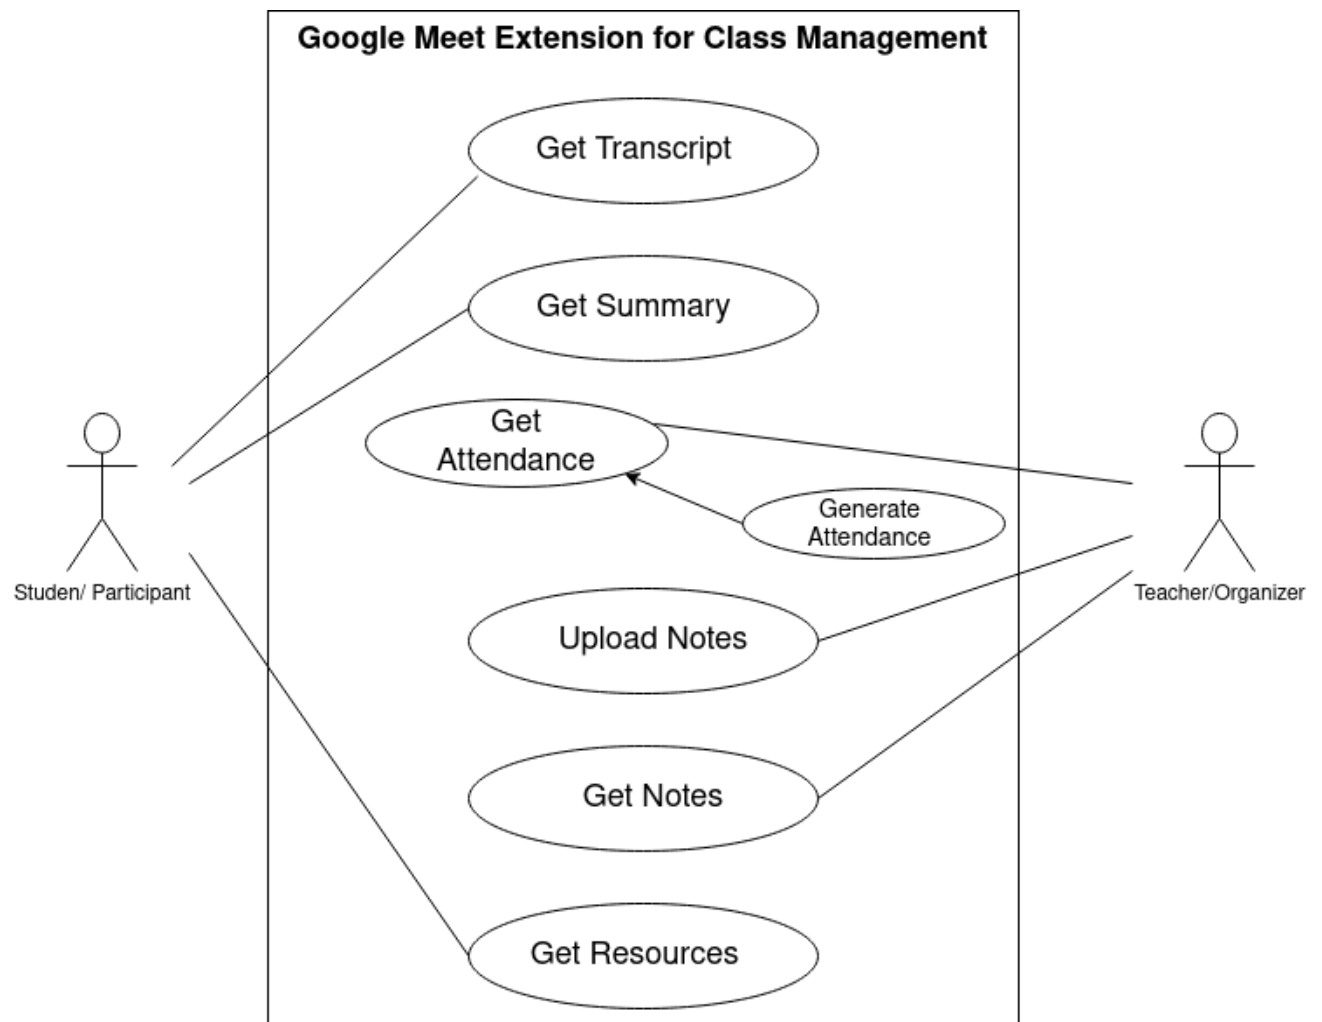 Google Meet Extension for Class Management
Get Transcript
Get Summary
Get
Attendance
Generate
Attendance
Studen/ Participant
Teacher/Organizer
Upload Notes
Get Notes
Get Resources